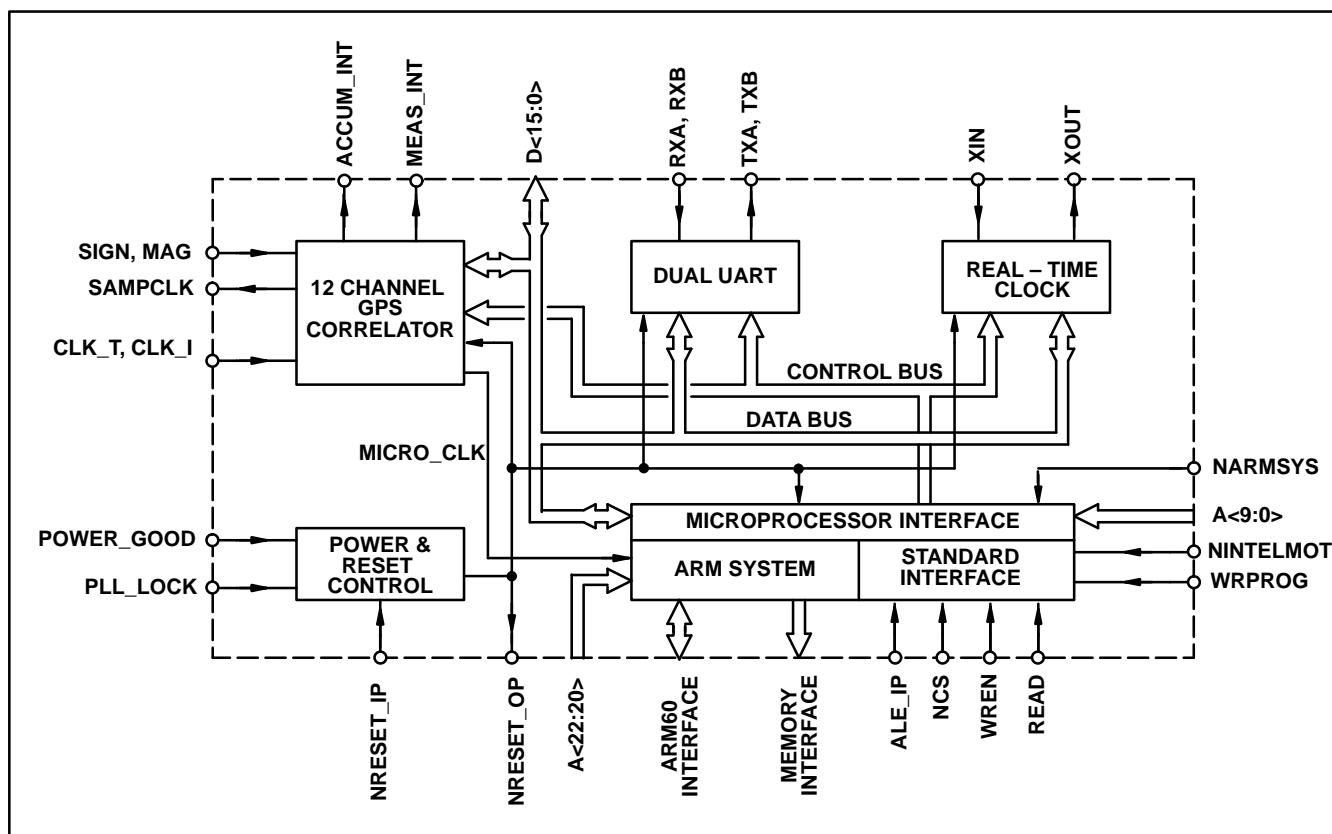 ACCUM_INT
MEAS_INT
D<15:0>
RXA, RXB
TXA, TXB
XIN
XOUT
SIGN, MAG
SAMPCLK
CLK_T, CLK_I
12 CHANNEL
GPS
CORRELATOR
DUAL UART
REAL – TIME
CLOCK
CONTROL BUS
DATA BUS
MICRO_CLK
NARMSYS
A<9:0>
NINTELMOT
WRPROG
POWER_GOOD
PLL_LOCK
POWER &
RESET
CONTROL
MICROPROCESSOR INTERFACE
ARM SYSTEM
STANDARD
INTERFACE
NRESET_IP
NRESET_OP
A<22:20>
ARM60
INTERFACE
MEMORY
INTERFACE
ALE_IP
NCS
WREN
READ